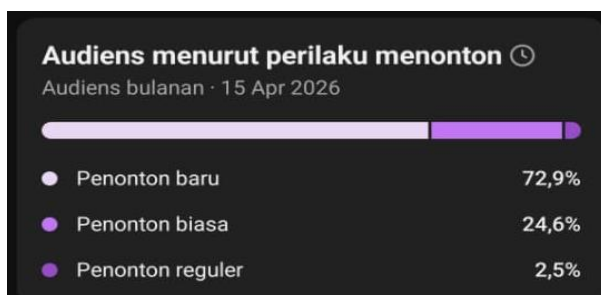 Audiens menurut perilaku menonton
Audiens bulanan · 15 Apr 2026
Penonton baru 72,9%
Penonton biasa 24,6%
Penonton reguler 2,5%